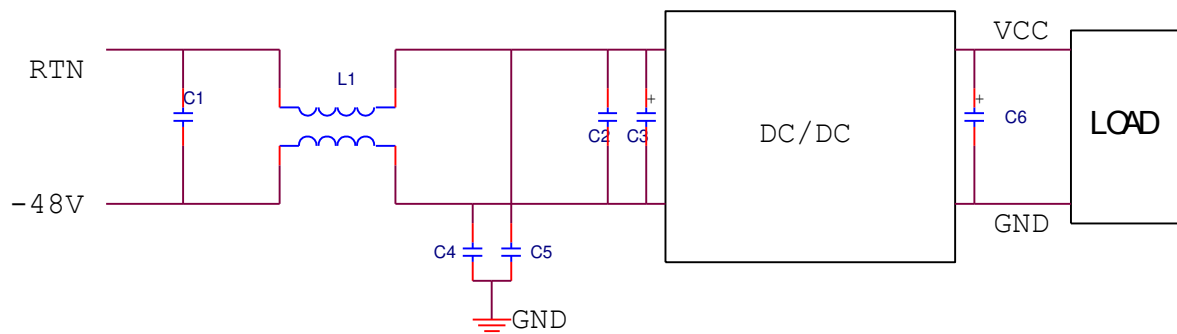 VCC
RTN
L1
C1
C2
C3
+
DC/DC
+
C6
LOAD
-48V
GND
C4
C5
GND